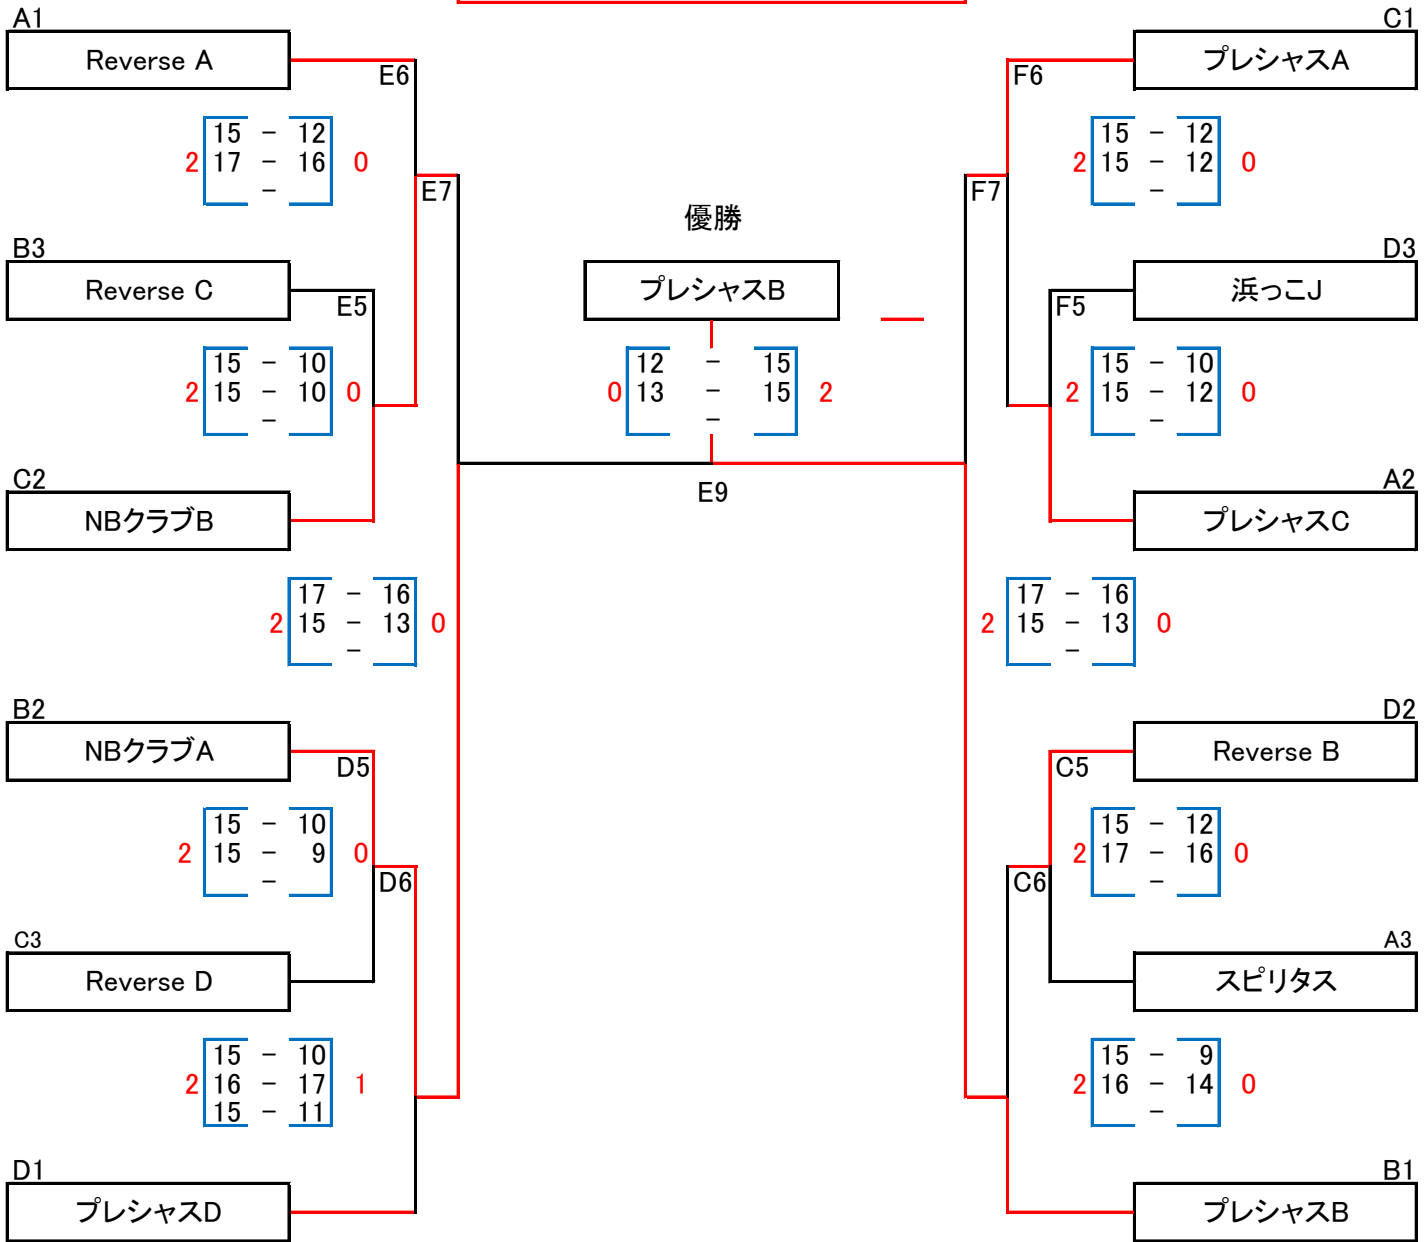 A1
C1
Reverse A
プレシャスA
E6
F6
15 - 12
2 17 - 16 0
-
15 - 12
2 15 - 12 0
-
E7
F7
優勝
B3
D3
Reverse C
プレシャスB
浜っこJ
E5
F5
15 - 10
2 15 - 10 0
-
12 - 15
0 13 - 15 2
-
15 - 10
2 15 - 12 0
-
C2
E9
A2
NBクラブB
プレシャスC
17 - 16
2 15 - 13 0
-
17 - 16
2 15 - 13 0
-
B2
D2
NBクラブA
Reverse B
D5
C5
15 - 10
2 15 - 9 0
-
15 - 12
2 17 - 16 0
-
D6
C6
C3
A3
Reverse D
スピリタス
15 - 10
2 16 - 17 1
15 - 11
15 - 9
2 16 - 14 0
-
D1
B1
プレシャスD
プレシャスB